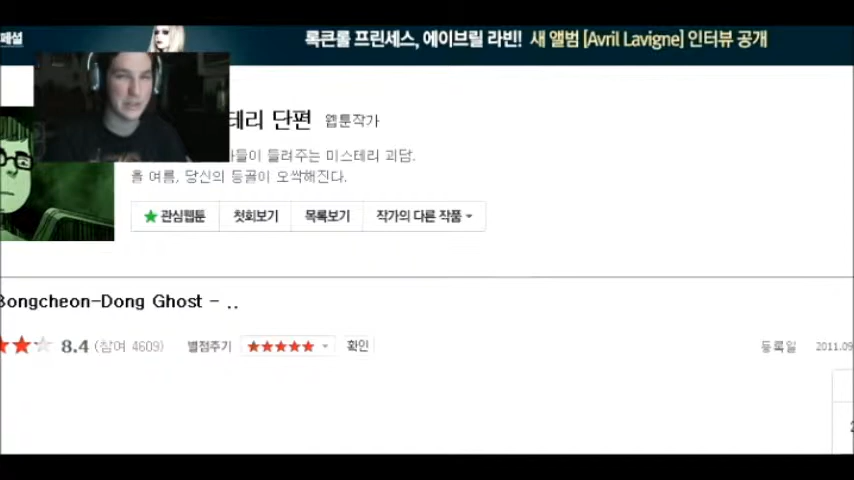 페셜
록큰롤 프린세스, 에이브릴 라빈! 새 앨범 [Avril Lavigne] 인터뷰 공개
테리 단편 웹툰작가
들이 들려주는 미스테리 괴담.
올 여름, 당신의 등골이 오싹해진다.
관심웹툰 첫회보기 목록보기 작가의 다른 작품
Bongcheon-Dong Ghost - ..
8.4 (참여 4609) 별점주기 확인 등록일 2011.09